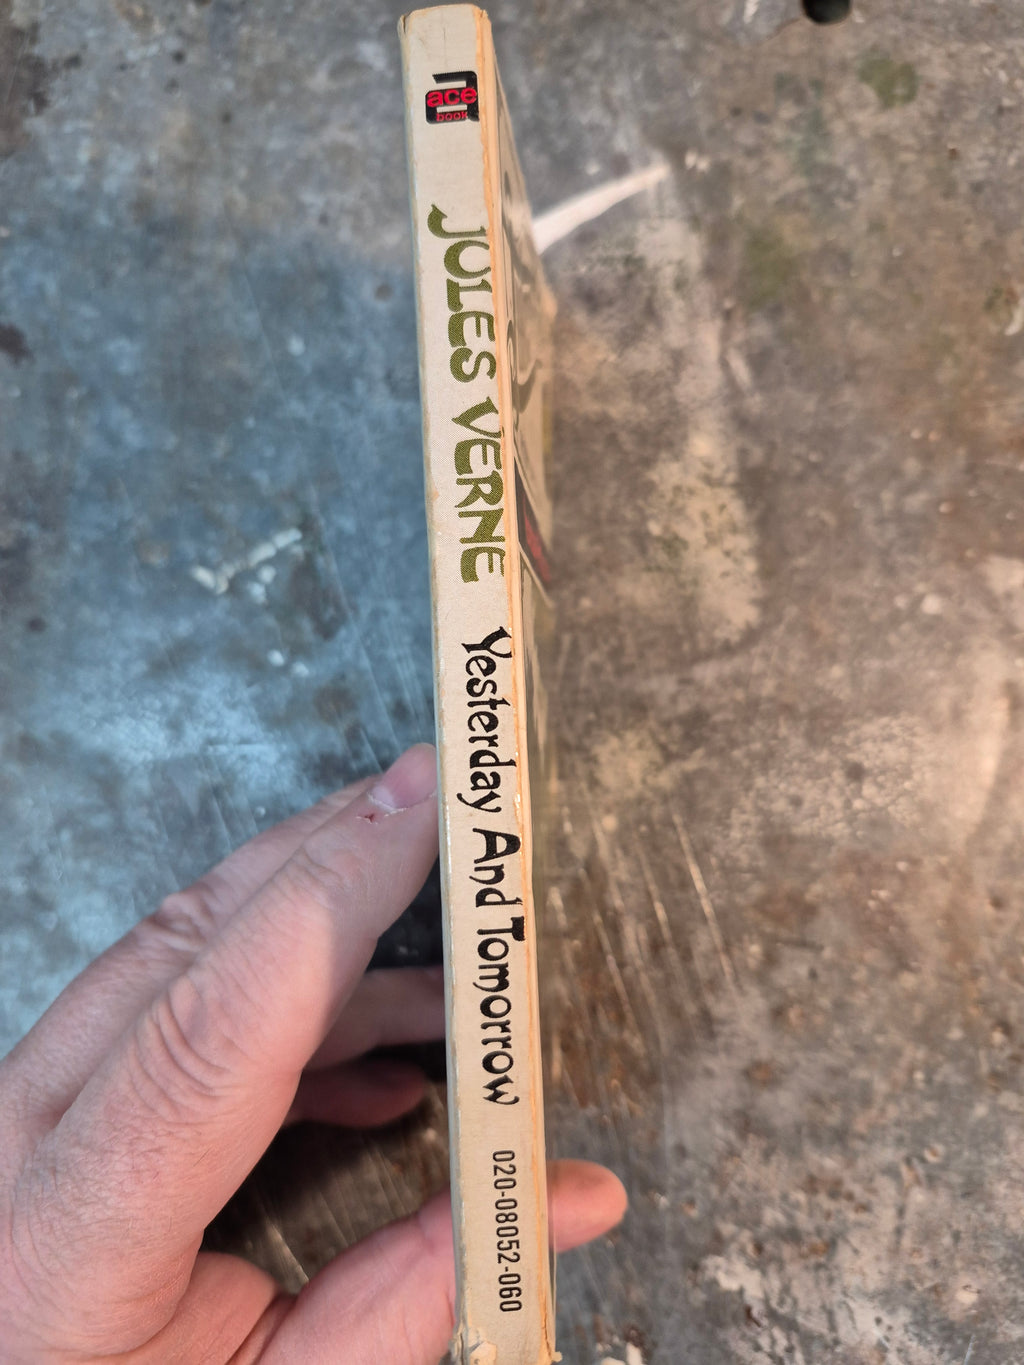 ace
book
JULES VERNE
Yesterday And Tomorrow
020-08052-060